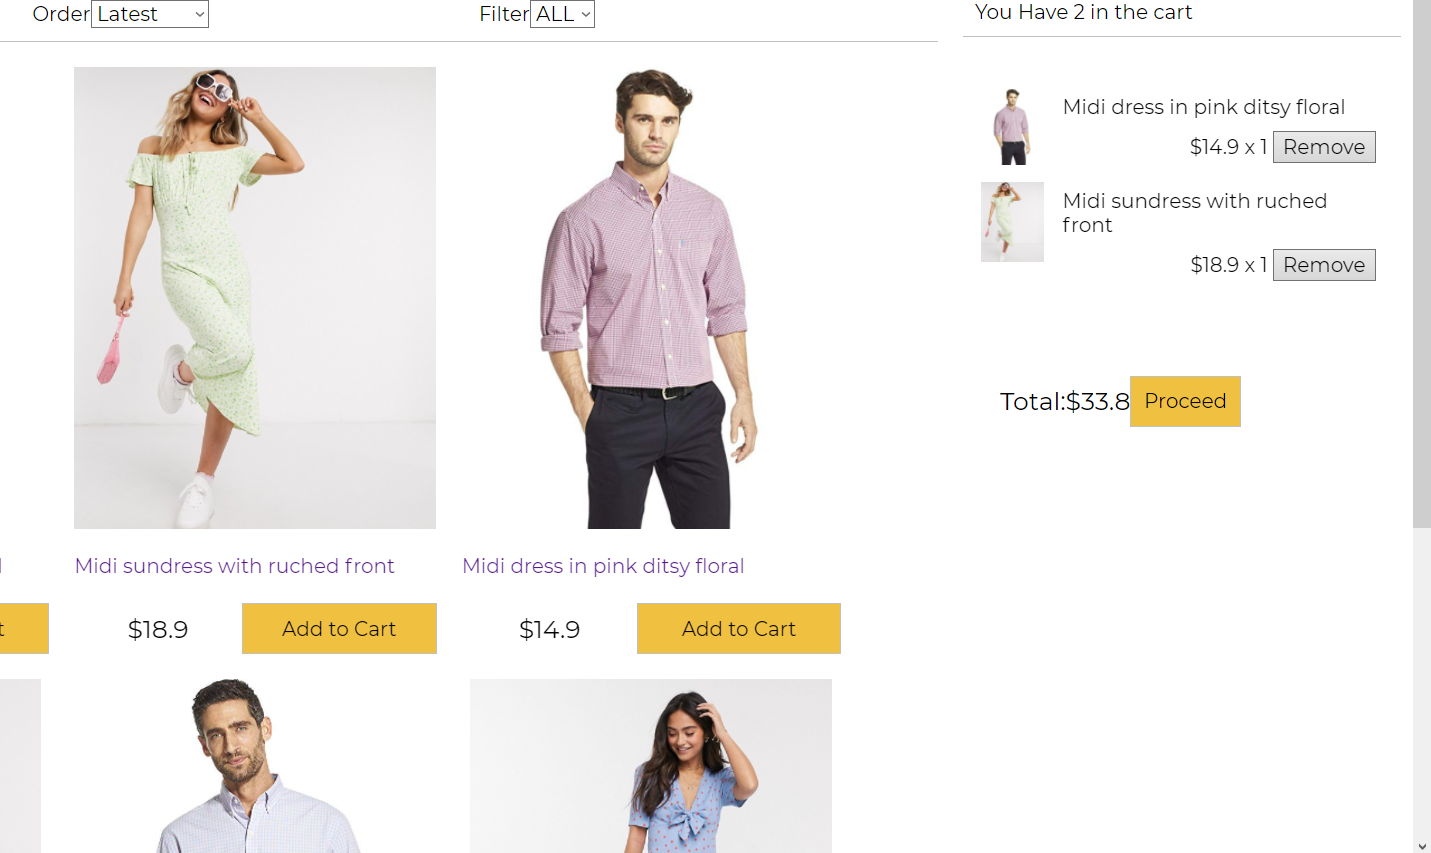 Order Latest
Filter ALL
You Have 2 in the cart
Midi dress in pink ditsy floral
$14.9 x 1 Remove
Midi sundress with ruched
front
$18.9 x 1 Remove
Total:$33.8 Proceed
Midi sundress with ruched front
$18.9 Add to Cart
Midi dress in pink ditsy floral
$14.9 Add to Cart